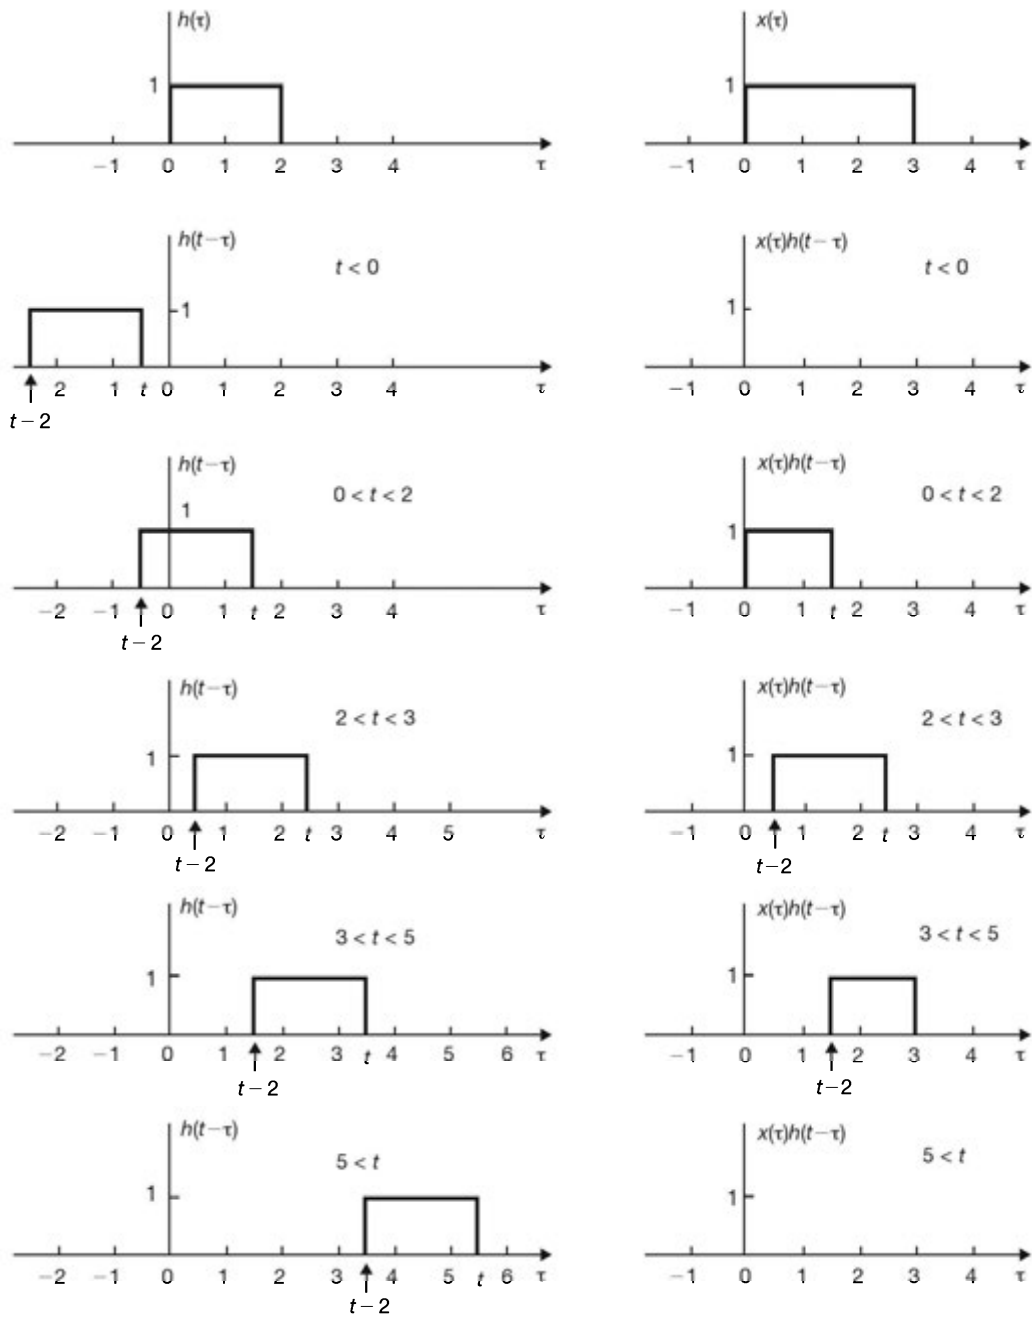 h(τ) x(τ)
1 1
−1 0 1 2 3 4 τ −1 0 1 2 3 4 τ
h(t−τ) x(τ)h(t−τ)
t < 0 t < 0
1 1
2 1 t 0 1 2 3 4 τ −1 0 1 2 3 4 τ
t−2
h(t−τ) x(τ)h(t−τ)
0 < t < 2 0 < t < 2
1 1
−2 −1 0 1 t 2 3 4 τ −1 0 1 t 2 3 4 τ
t−2
h(t−τ) x(τ)h(t−τ)
2 < t < 3 2 < t < 3
1 1
−2 −1 0 1 2 t 3 4 5 τ −1 0 1 2 t 3 4 τ
t−2 t−2
h(t−τ) x(τ)h(t−τ)
3 < t < 5 3 < t < 5
1 1
−2 −1 0 1 2 3 t 4 5 6 τ −1 0 1 2 3 4 τ
t−2 t−2
h(t−τ) x(τ)h(t−τ)
5 < t 5 < t
1 1
−2 −1 0 1 2 3 4 5 t 6 τ −1 0 1 2 3 4 τ
t−2